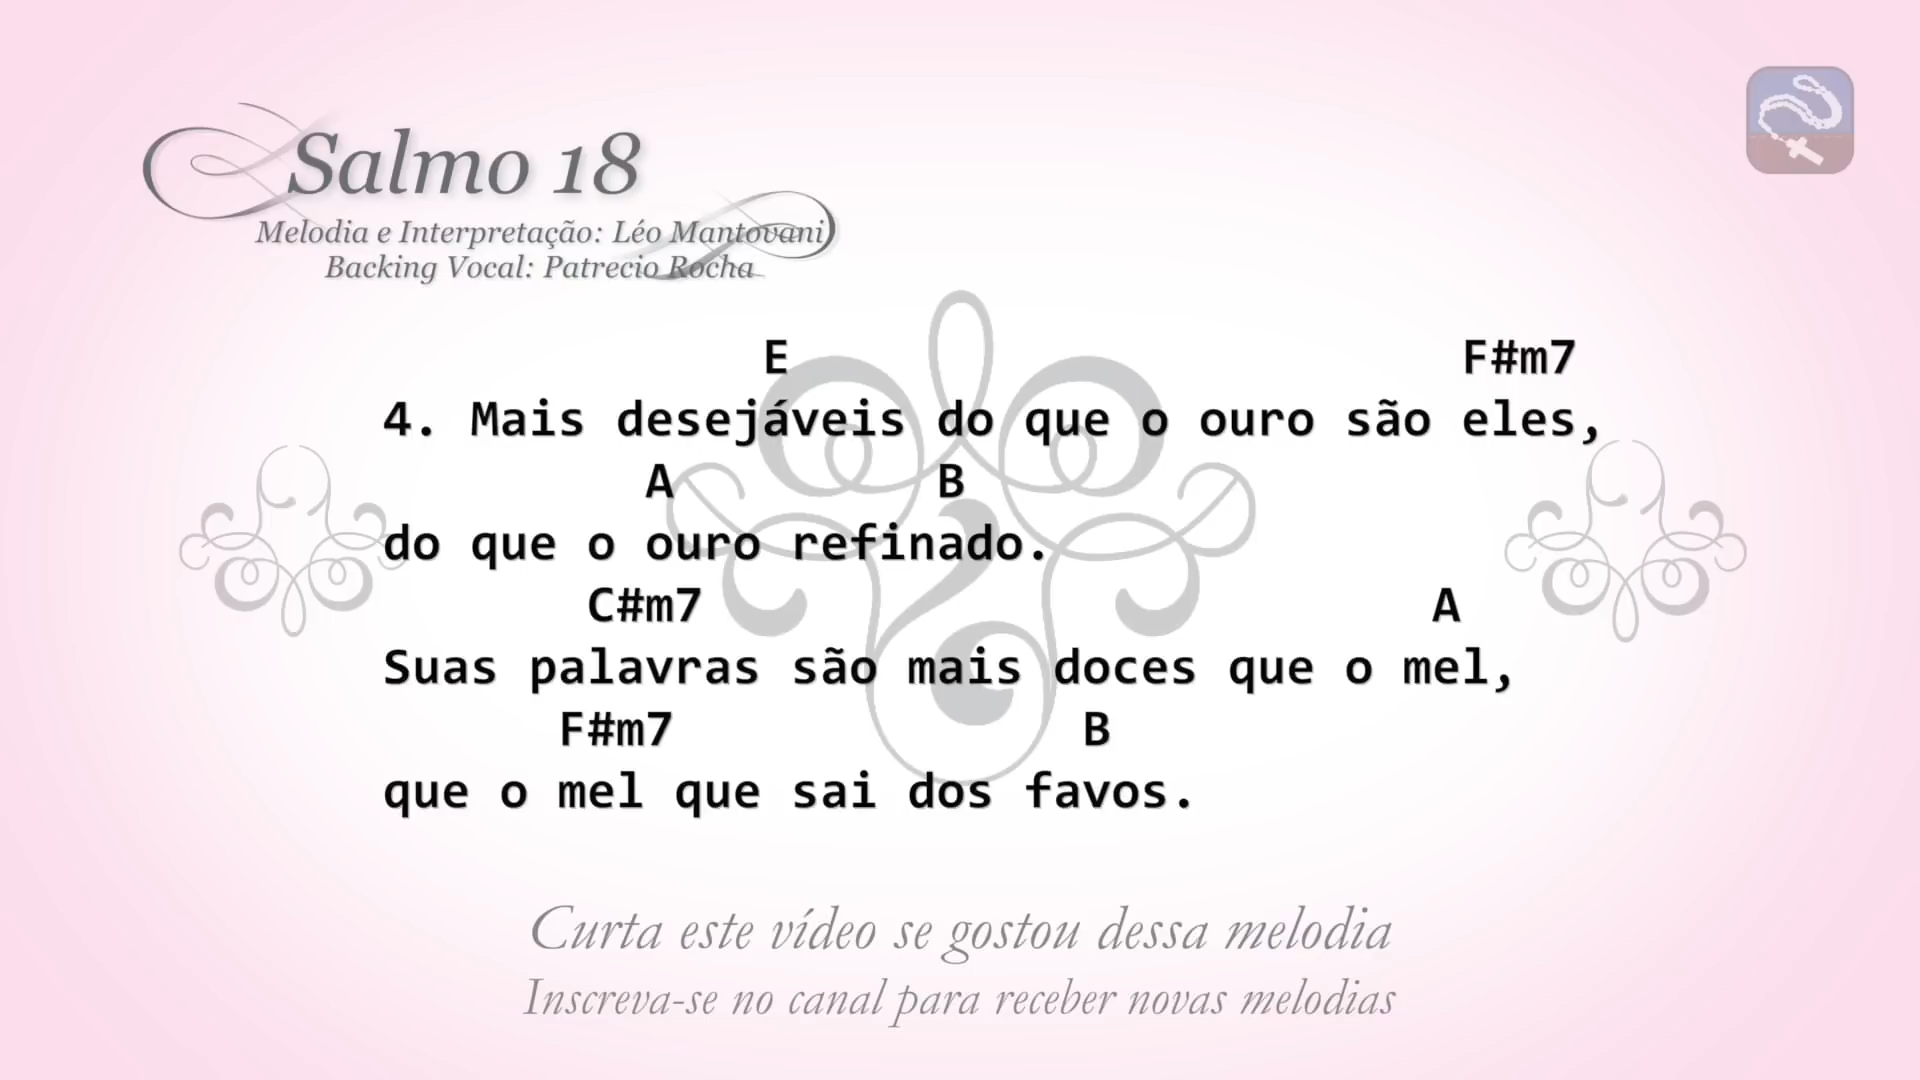 Salmo 18
Melodia e Interpretação: Léo Mantovani
Backing Vocal: Patrecio Rocha
E F#m7
4. Mais desejáveis do que o ouro são eles,
A B
do que o ouro refinado.
C#m7 A
Suas palavras são mais doces que o mel,
F#m7 B
que o mel que sai dos favos.
Curta este vídeo se gostou dessa melodia
Inscreva-se no canal para receber novas melodias